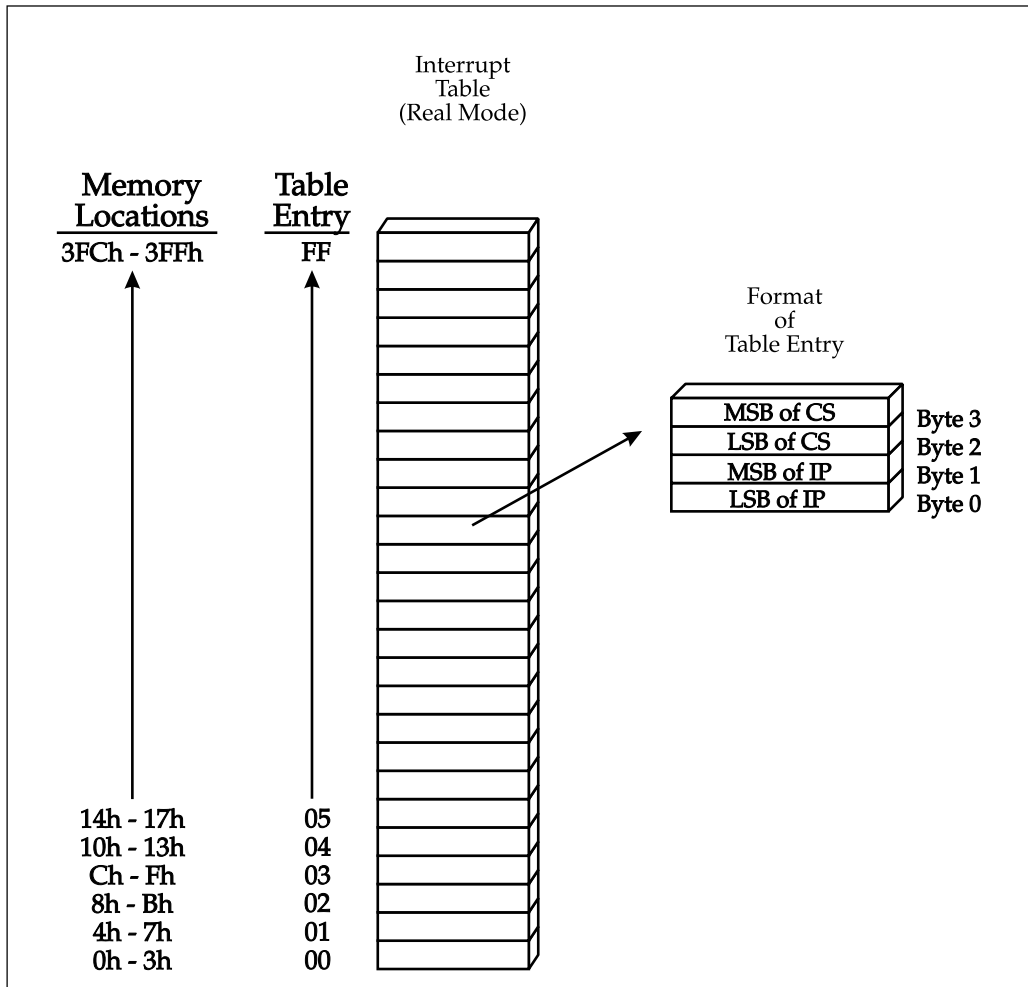 Interrupt
Table
(Real Mode)
Memory
Locations
Table
Entry
3FCh - 3FFh
FF
Format
of
Table Entry
MSB of CS
Byte 3
LSB of CS
Byte 2
MSB of IP
Byte 1
LSB of IP
Byte 0
14h - 17h
05
10h - 13h
04
Ch - Fh
03
8h - Bh
02
4h - 7h
01
0h - 3h
00